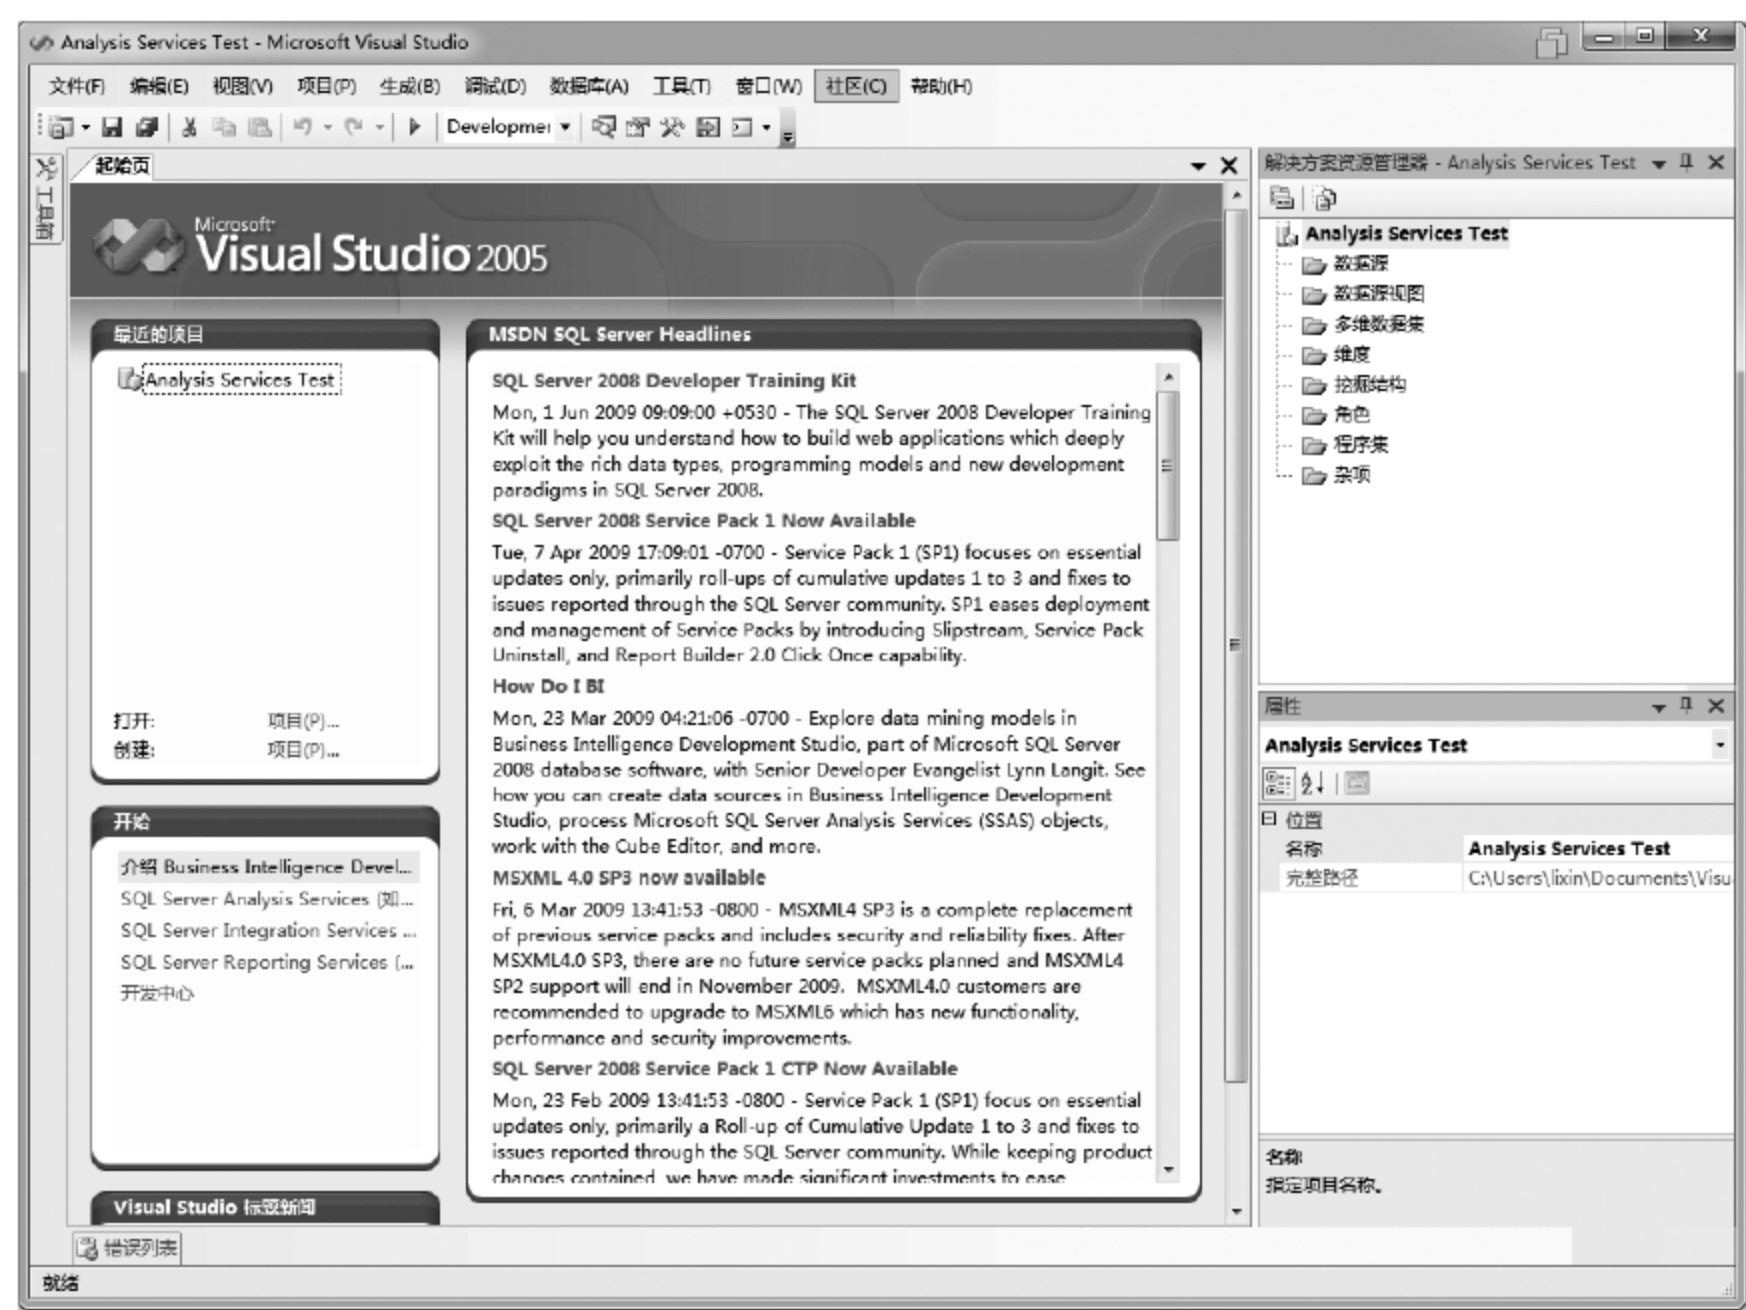 Analysis Services Test - Microsoft Visual Studio
文件(F) 编辑(E) 视图(V) 项目(P) 生成(B) 调试(D) 数据库(A) 工具(T) 窗口(W) 社区(C) 帮助(H)
Developme
工具箱
起始页
Microsoft
Visual Studio 2005
最近的项目
Analysis Services Test
打开: 项目(P)...
创建: 项目(P)...
开始
介绍 Business Intelligence Devel...
SQL Server Analysis Services (如...
SQL Server Integration Services ...
SQL Server Reporting Services (...
开发中心
Visual Studio 标题新闻
MSDN SQL Server Headlines
SQL Server 2008 Developer Training Kit
Mon, 1 Jun 2009 09:09:00 +0530 - The SQL Server 2008 Developer Training
Kit will help you understand how to build web applications which deeply
exploit the rich data types, programming models and new development
paradigms in SQL Server 2008.
SQL Server 2008 Service Pack 1 Now Available
Tue, 7 Apr 2009 17:09:01 -0700 - Service Pack 1 (SP1) focuses on essential
updates only, primarily roll-ups of cumulative updates 1 to 3 and fixes to
issues reported through the SQL Server community. SP1 eases deployment
and management of Service Packs by introducing Slipstream, Service Pack
Uninstall, and Report Builder 2.0 Click Once capability.
How Do I BI
Mon, 23 Mar 2009 04:21:06 -0700 - Explore data mining models in
Business Intelligence Development Studio, part of Microsoft SQL Server
2008 database software, with Senior Developer Evangelist Lynn Langit. See
how you can create data sources in Business Intelligence Development
Studio, process Microsoft SQL Server Analysis Services (SSAS) objects,
work with the Cube Editor, and more.
MSXML 4.0 SP3 now available
Fri, 6 Mar 2009 13:41:53 -0800 - MSXML4 SP3 is a complete replacement
of previous service packs and includes security and reliability fixes. After
MSXML4.0 SP3, there are no future service packs planned and MSXML4
SP2 support will end in November 2009. MSXML4.0 customers are
recommended to upgrade to MSXML6 which has new functionality,
performance and security improvements.
SQL Server 2008 Service Pack 1 CTP Now Available
Mon, 23 Feb 2009 13:41:53 -0800 - Service Pack 1 (SP1) focus on essential
updates only, primarily a Roll-up of Cumulative Update 1 to 3 and fixes to
issues reported through the SQL Server community. While keeping product
changes contained, we have made significant investments to ease
解决方案资源管理器 - Analysis Services Test
Analysis Services Test
数据源
数据源视图
多维数据集
维度
挖掘结构
角色
程序集
杂项
属性
Analysis Services Test
位置
名称 Analysis Services Test
完整路径 C:\Users\lixin\Documents\Visu
名称
指定项目名称。
错误列表
就绪